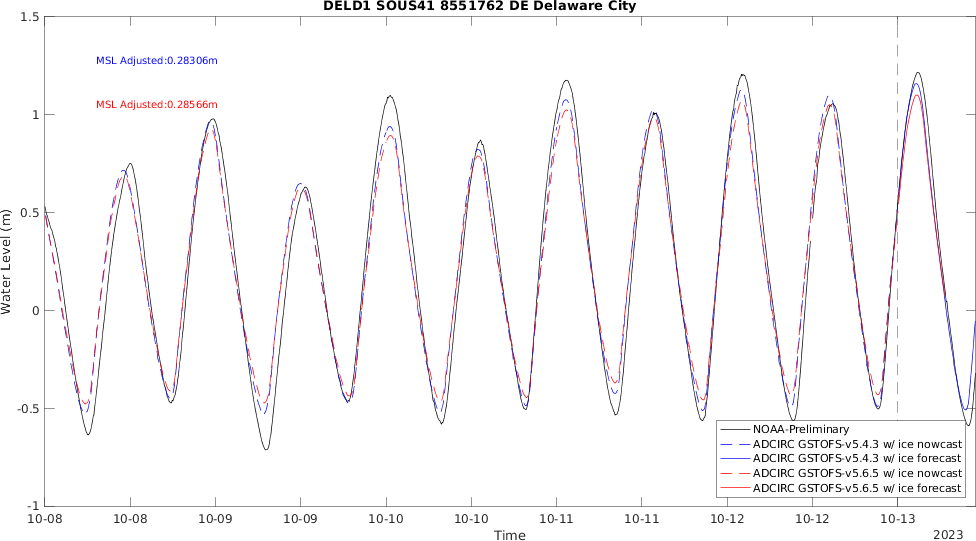 DELD1 SOUS41 8551762 DE Delaware City
1.5
1
0.5
0
-0.5
-1
Water Level (m)
MSL Adjusted:0.28306m
MSL Adjusted:0.28566m
NOAA-Preliminary
ADCIRC GSTOFS-v5.4.3 w/ ice nowcast
ADCIRC GSTOFS-v5.4.3 w/ ice forecast
ADCIRC GSTOFS-v5.6.5 w/ ice nowcast
ADCIRC GSTOFS-v5.6.5 w/ ice forecast
10-08 10-08 10-09 10-09 10-10 10-10 10-11 10-11 10-12 10-12 10-13
Time
2023